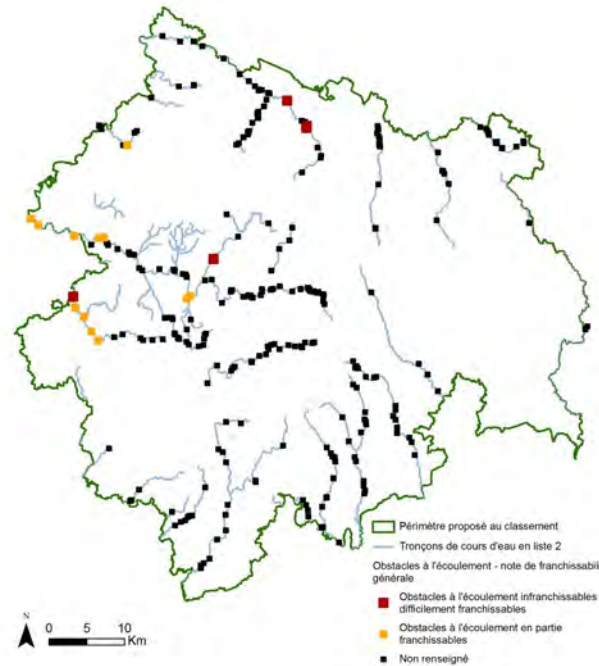 Périmètre proposé au classement
Tronçons de cours d'eau en liste 2
Obstacles à l'écoulement - note de franchissabili
générale
Obstacles à l'écoulement infranchissables
difficilement franchissables
Obstacles à l'écoulement en partie
franchissables
Non renseigné
N
0 5 10
Km